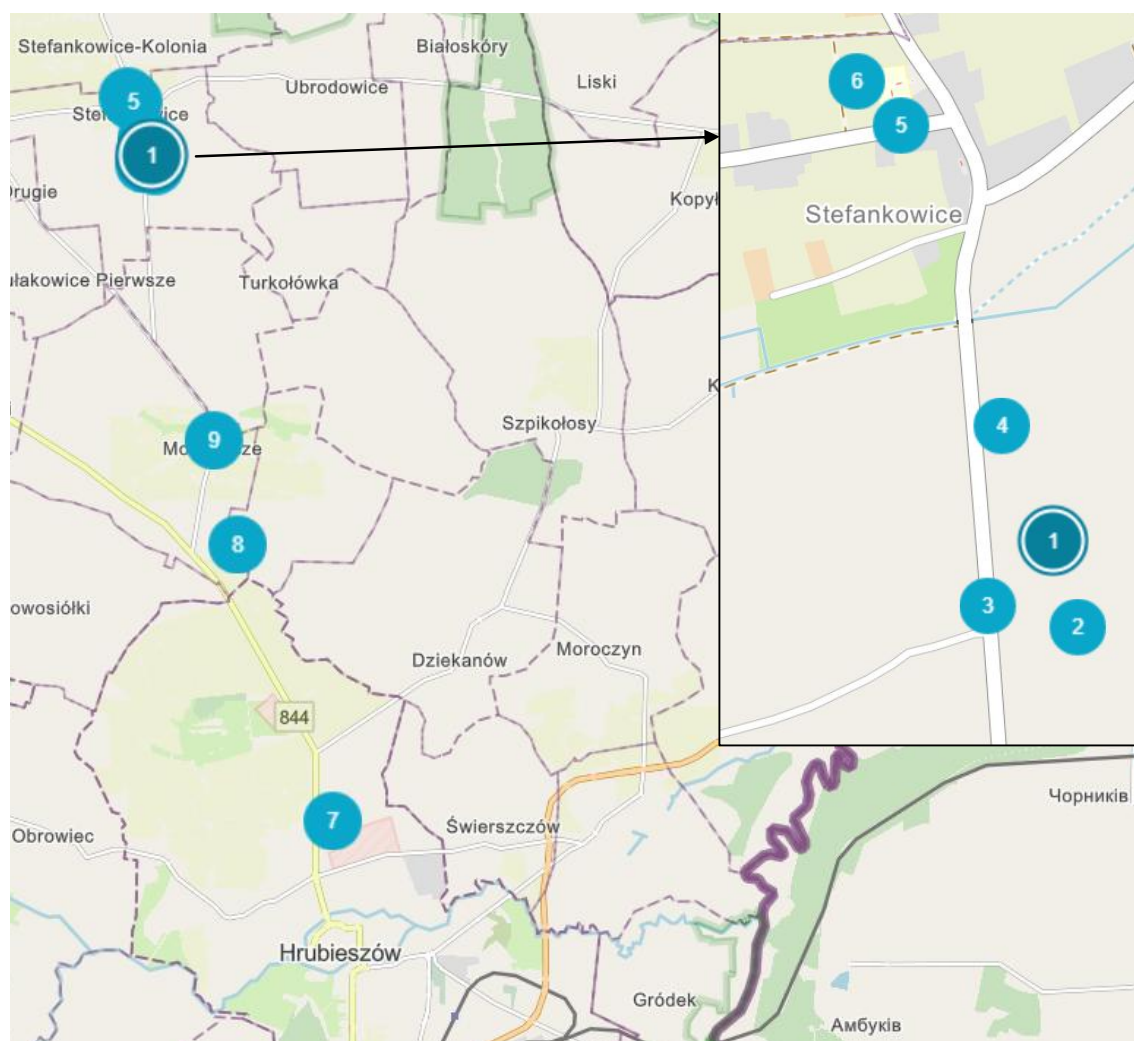 Stefankowice-Kolonia
Białoskóry
Liski
Ubrodowice
5
1
6
5
Stefankowice
Kopył
Turkołówka
ułakowice Pierwsze
4
1
3
2
K
Szpikołosy
9
8
owosiółki
Dziekanów
Moroczyn
844
7
Obrowiec
Świerszczów
Чорників
Hrubieszów
Gródek
Амбуків